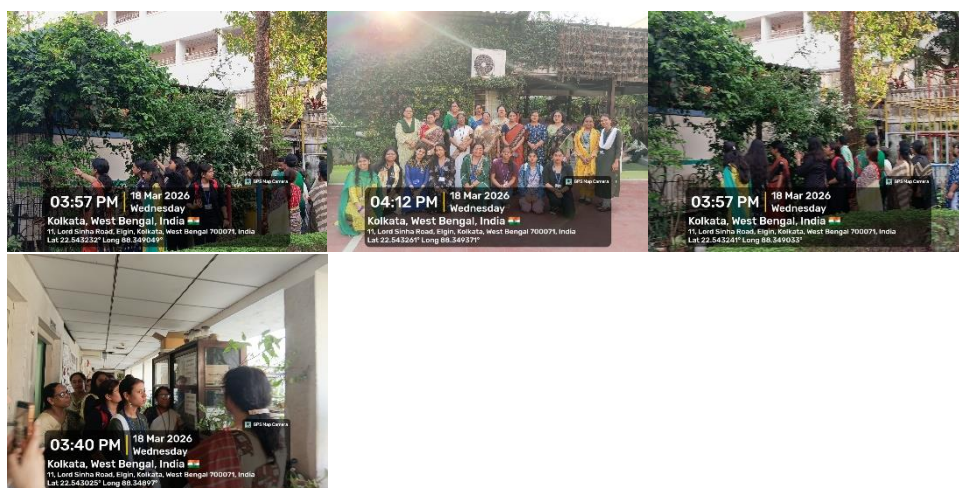 GPS Map Camera
03:57 PM
18 Mar 2026
Wednesday
Kolkata, West Bengal, India
11, Lord Sinha Road, Elgin, Kolkata, West Bengal 700071, India
Lat 22.543232° Long 88.349049°
GPS Map Camera
04:12 PM
18 Mar 2026
Wednesday
Kolkata, West Bengal, India
11, Lord Sinha Road, Elgin, Kolkata, West Bengal 700071, India
Lat 22.543261° Long 88.349371°
GPS Map Camera
03:57 PM
18 Mar 2026
Wednesday
Kolkata, West Bengal, India
11, Lord Sinha Road, Elgin, Kolkata, West Bengal 700071, India
Lat 22.543241° Long 88.349033°
GPS Map Camera
03:40 PM
18 Mar 2026
Wednesday
Kolkata, West Bengal, India
11, Lord Sinha Road, Elgin, Kolkata, West Bengal 700071, India
Lat 22.543025° Long 88.34897°